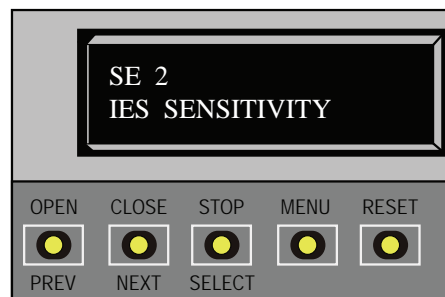 SE 2
IES SENSITIVITY
OPEN CLOSE STOP MENU RESET
PREV NEXT SELECT